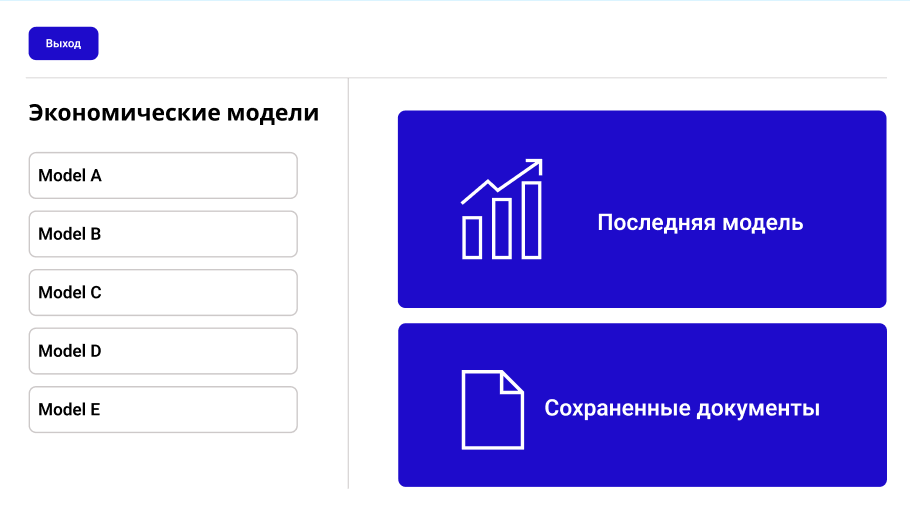 Выход
Экономические модели
Model A
Model B
Model C
Model D
Model E
Последняя модель
Сохраненные документы